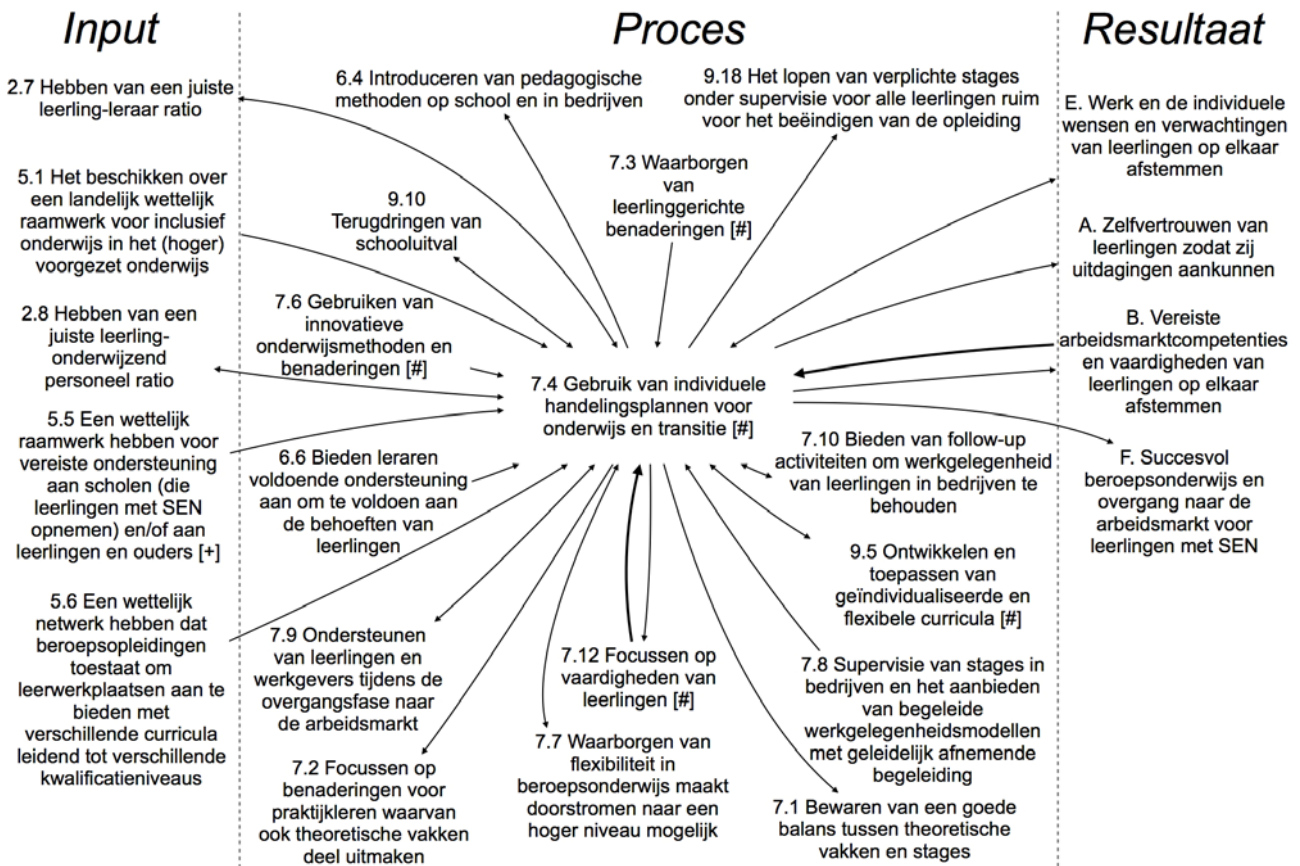 Input
Proces
Resultaat
2.7 Hebben van een juiste
leerling-leraar ratio
5.1 Het beschikken over
een landelijk wettelijk
raamwerk voor inclusief
onderwijs in het (hoger)
voorgezet onderwijs
2.8 Hebben van een
juiste leerling-
onderwijzend
personeel ratio
5.5 Een wettelijk
raamwerk hebben voor
vereiste ondersteuning
aan scholen (die
leerlingen met SEN
opnemen) en/of aan
leerlingen en ouders [+]
5.6 Een wettelijk
netwerk hebben dat
beroepsopleidingen
toestaat om
leerwerkplaatsen aan te
bieden met
verschillende curricula
leidend tot verschillende
kwalificatieniveaus
6.4 Introduceren van pedagogische
methoden op school en in bedrijven
9.18 Het lopen van verplichte stages
onder supervisie voor alle leerlingen ruim
voor het beëindigen van de opleiding
7.3 Waarborgen
van
leerlinggerichte
benaderingen [#]
9.10
Terugdringen van
schooluitval
7.6 Gebruiken van
innovatieve
onderwijsmethoden en
benaderingen [#]
7.4 Gebruik van individuele
handelingsplannen voor
onderwijs en transitie [#]
6.6 Bieden leraren
voldoende ondersteuning
aan om te voldoen aan
de behoeften van
leerlingen
7.10 Bieden van follow-up
activiteiten om werkgelegenheid
van leerlingen in bedrijven te
behouden
9.5 Ontwikkelen en
toepassen van
geïndividualiseerde en
flexibele curricula [#]
7.9 Ondersteunen
van leerlingen en
werkgevers tijdens de
overgangsfase naar
de arbeidsmarkt
7.12 Focussen op
vaardigheden van
leerlingen [#]
7.8 Supervisie van stages in
bedrijven en het aanbieden
van begeleide
werkgelegenheidsmodellen
met geleidelijk afnemende
begeleiding
7.2 Focussen op
benaderingen voor
praktijkleren waarvan
ook theoretische vakken
deel uitmaken
7.7 Waarborgen van
flexibiliteit in
beroepsonderwijs maakt
doorstromen naar een
hoger niveau mogelijk
7.1 Bewaren van een goede
balans tussen theoretische
vakken en stages
E. Werk en de individuele
wensen en verwachtingen
van leerlingen op elkaar
afstemmen
A. Zelfvertrouwen van
leerlingen zodat zij
uitdagingen aankunnen
B. Vereiste
arbeidsmarktcompetenties
en vaardigheden van
leerlingen op elkaar
afstemmen
F. Succesvol
beroepsonderwijs en
overgang naar de
arbeidsmarkt voor
leerlingen met SEN